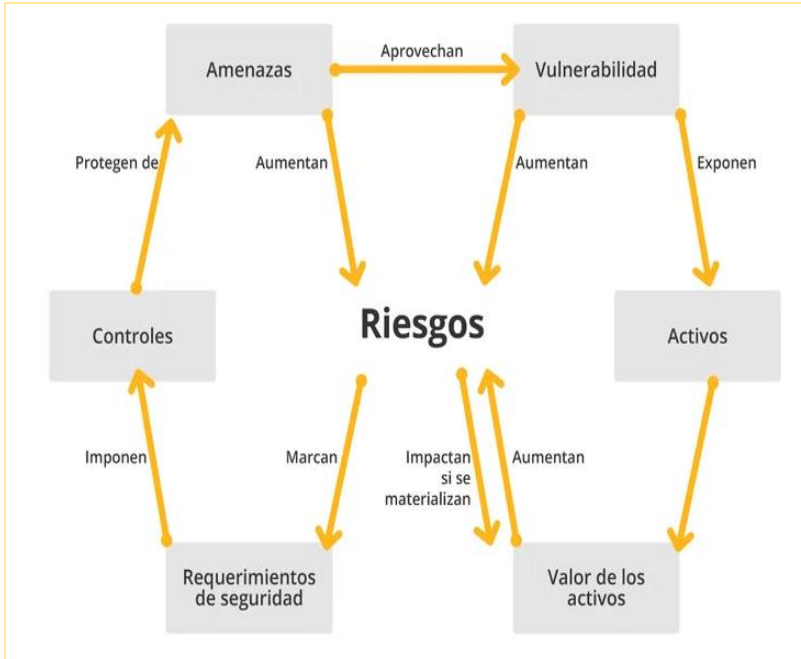 Aprovechan
Amenazas
Vulnerabilidad
Protegen de
Aumentan
Aumentan
Exponen
Controles
Riesgos
Activos
Imponen
Marcan
Impactan
si se
materializan
Aumentan
Requerimientos
de seguridad
Valor de los
activos